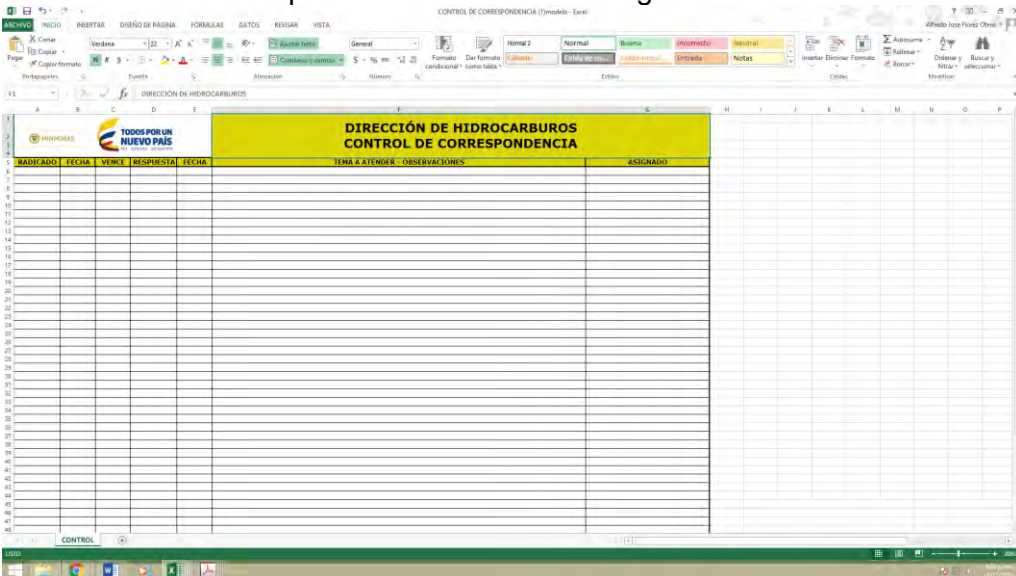 CONTROL DE CORRESPONDENCIA (1)modelo - Excel
ARCHIVO INICIO INSERTAR DISEÑO DE PÁGINA FÓRMULAS DATOS REVISAR VISTA
Cortar
Copiar
Copiar formato
Pegar
Verdana 22
N K S
Ajustar texto
Combinar y centrar
General
$ - % 000
Formato condicional
Dar formato como tabla
Normal 2 Normal Buena Incorrecto Neutral
Cálculo Celda de co... Celda vincul... Entrada Notas
Insertar Eliminar Formato
Autosuma
Rellenar
Borrar
Ordenar y filtrar
Buscar y seleccionar
Portapapeles Fuente Alineación Número Estilos Celdas Modificar
F1 fx DIRECCIÓN DE HIDROCARBUROS
A B C D E F G H I J K L M N O P
MINMINAS
TODOS POR UN
NUEVO PAÍS
DIRECCIÓN DE HIDROCARBUROS
CONTROL DE CORRESPONDENCIA
RADICADO FECHA VENCE RESPUESTA FECHA TEMA A ATENDER - OBSERVACIONES ASIGNADO
CONTROL
LISTO